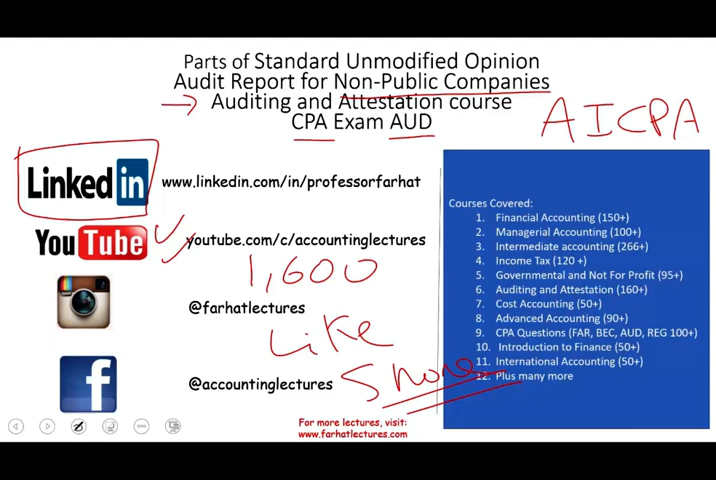 Parts of Standard Unmodified Opinion
Audit Report for Non-Public Companies
Auditing and Attestation course
CPA Exam AUD
AICPA
Linked in
www.linkedin.com/in/professorfarhat
YouTube
youtube.com/c/accountinglectures
1,600
@farhatlectures
Like
f
@accountinglectures
Share
Courses Covered:
1. Financial Accounting (150+)
2. Managerial Accounting (100+)
3. Intermediate accounting (266+)
4. Income Tax (120 +)
5. Governmental and Not For Profit (95+)
6. Auditing and Attestation (160+)
7. Cost Accounting (50+)
8. Advanced Accounting (90+)
9. CPA Questions (FAR, BEC, AUD, REG 100+)
10. Introduction to Finance (50+)
11. International Accounting (50+)
12. Plus many more
For more lectures, visit:
www.farhatlectures.com